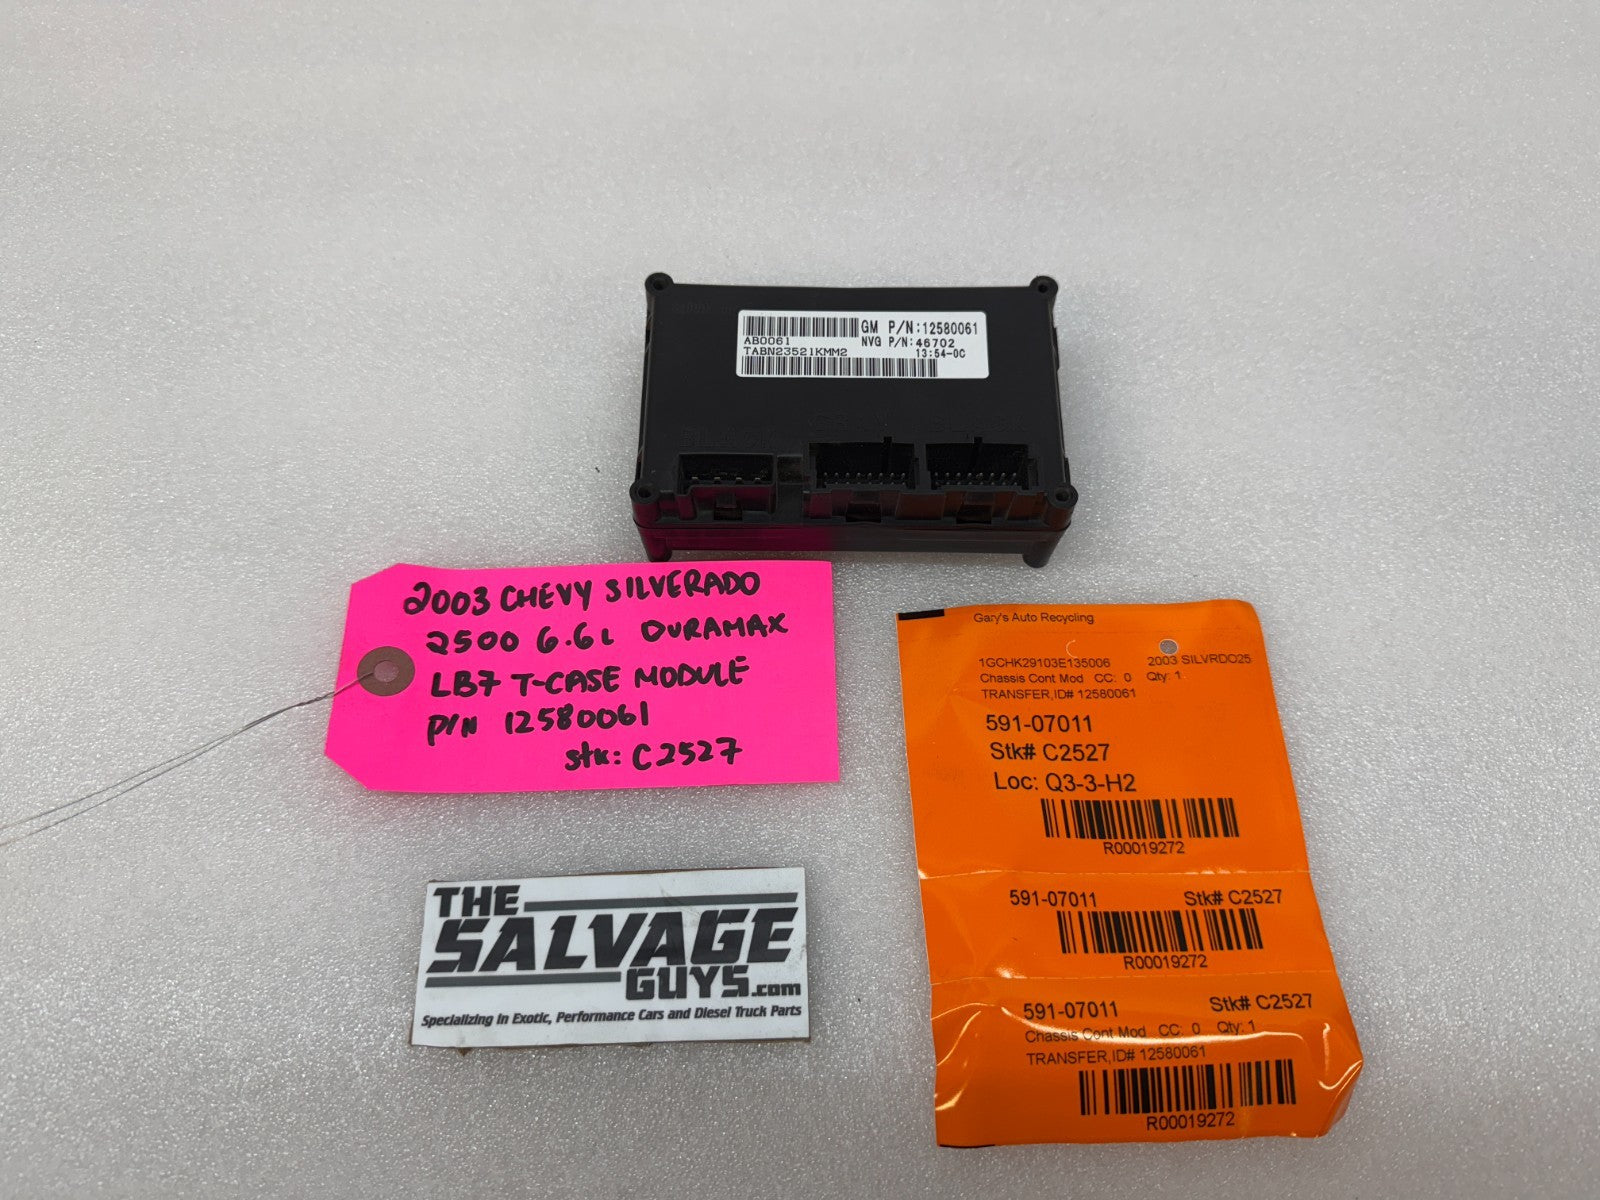 GM P/N:12580061
AB0061 NVG P/N:46702
TABN23521KMM2 13:54-0C
BLACK GRAY BLACK
2003 CHEVY SILVERADO
2500 6.6L DURAMAX
LB7 T-CASE MODULE
P/N 12580061
stk: C2527
Gary's Auto Recycling
1GCHK29103E135006 2003 SILVRDO25
Chassis Cont Mod CC: 0 Qty: 1
TRANSFER,ID# 12580061
591-07011
Stk# C2527
Loc: Q3-3-H2
R00019272
591-07011 Stk# C2527
R00019272
591-07011 Stk# C2527
Chassis Cont Mod CC: 0 Qty: 1
TRANSFER,ID# 12580061
R00019272
THE
SALVAGE
GUYS.com
Specializing in Exotic, Performance Cars and Diesel Truck Parts